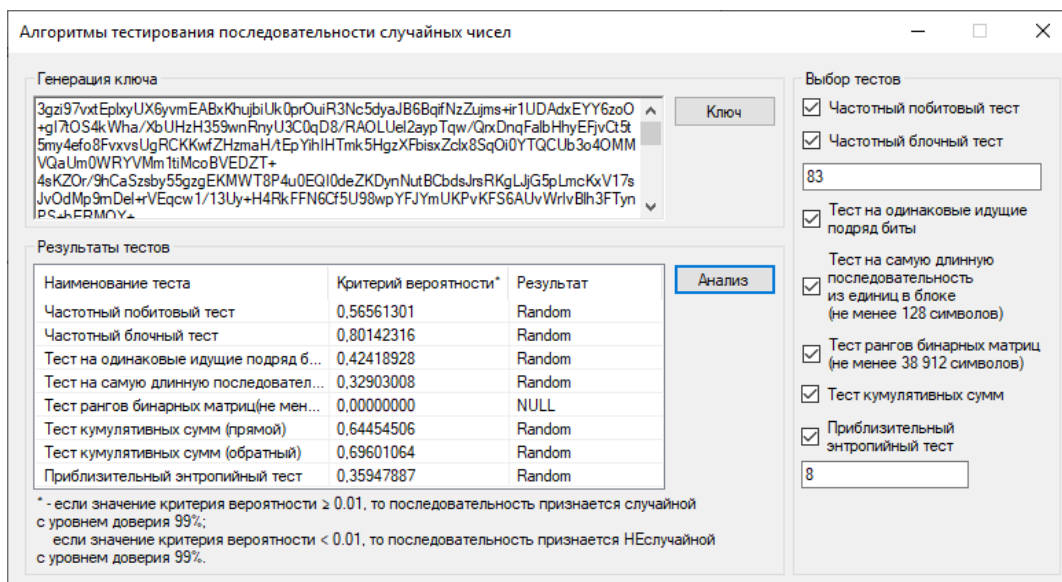 Алгоритмы тестирования последовательности случайных чисел
Генерация ключа
3gzi97vxtEplxyUX6yvmEABxKhujbiUk0prOuiR3Nc5dyaJB6BqifNzZujms+ir1UDAdxEYY6zoO
+gI7tOS4kWha/XbUHzH359wnRnyU3C0qD8/RAOLUel2aypTqw/QrxDnqFalbHhyEFjvCt5t
5my4efo8FvxvsUgRCKKwfZHzmaH/tEpYihIHTmk5HgzXFbisxZclx8SqOi0YTQCUb3o4OMM
VQaUm0WRYVMm1tiMcoBVEDZT+
4sKZOr/9hCaSzsby55gzgEKMWT8P4u0EQI0deZKDynNutBCbdsJrsRKgLJjG5pLmcKxV17s
JvOdMp9mDel+rVEqcw1/13Uy+H4RkFFN6Cf5U98wpYFJYmUKPvKFS6AUvWrlvBlh3FTyn
Ключ
Результаты тестов
Наименование теста Критерий вероятности* Результат
Частотный побитовый тест 0,56561301 Random
Частотный блочный тест 0,80142316 Random
Тест на одинаковые идущие подряд б... 0,42418928 Random
Тест на самую длинную последовател... 0,32903008 Random
Тест рангов бинарных матриц(не мен... 0,00000000 NULL
Тест кумулятивных сумм (прямой) 0,64454506 Random
Тест кумулятивных сумм (обратный) 0,69601064 Random
Приблизительный энтропийный тест 0,35947887 Random
Анализ
* - если значение критерия вероятности ≥ 0.01, то последовательность признается случайной
с уровнем доверия 99%;
если значение критерия вероятности < 0.01, то последовательность признается НЕслучайной
с уровнем доверия 99%.
Выбор тестов
Частотный побитовый тест
Частотный блочный тест
83
Тест на одинаковые идущие
подряд биты
Тест на самую длинную
последовательность
из единиц в блоке
(не менее 128 символов)
Тест рангов бинарных матриц
(не менее 38 912 символов)
Тест кумулятивных сумм
Приблизительный
энтропийный тест
8